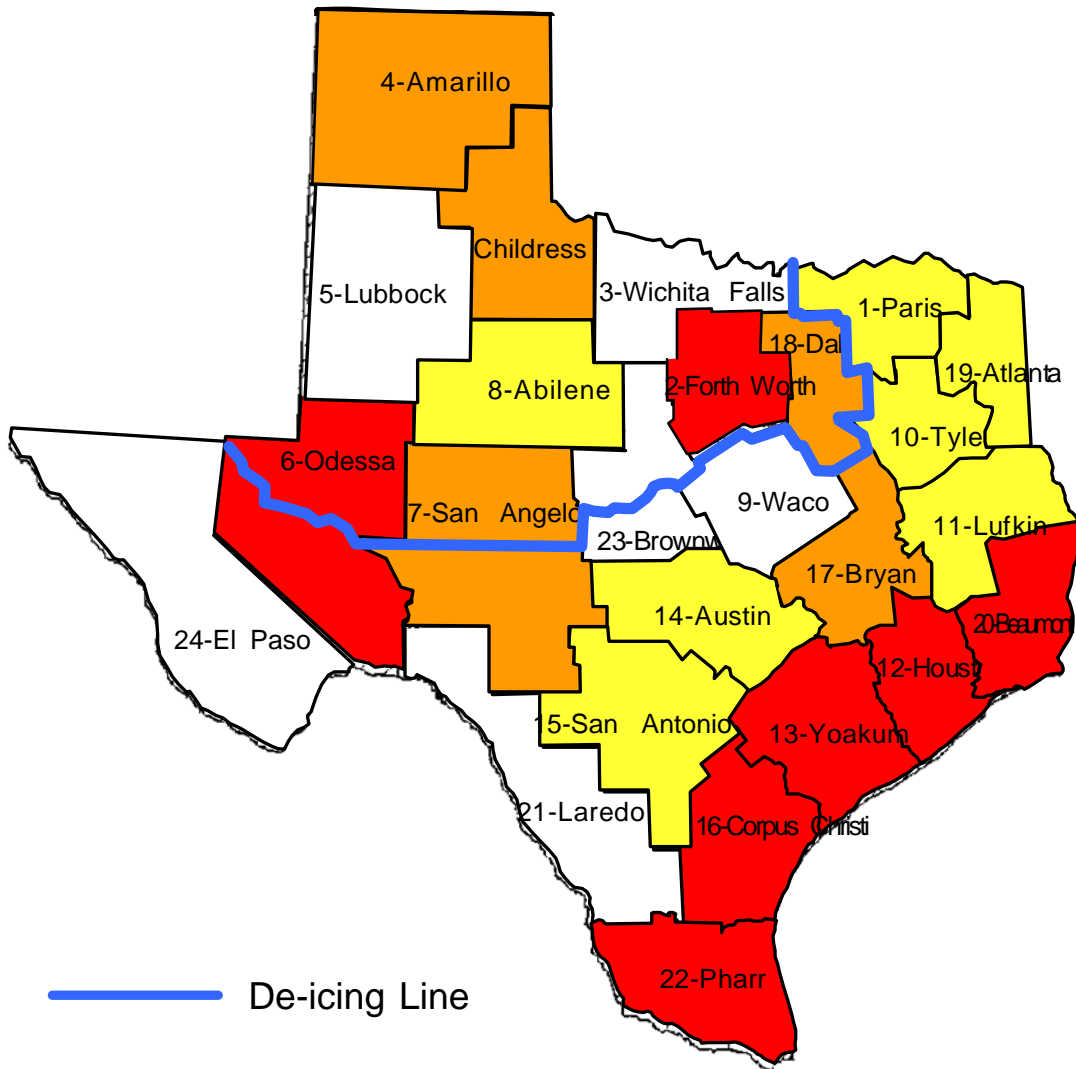 4-Amarillo
Childress
5-Lubbock
3-Wichita Falls
1-Paris
18-Dal
19-Atlanta
2-Forth Worth
8-Abilene
10-Tyle
6-Odessa
7-San Angelo
9-Waco
11-Lufkin
23-Brownw
17-Bryan
14-Austin
20-Beaumont
24-El Paso
12-Houst
15-San Antonio
13-Yoakum
21-Laredo
16-Corpus Christi
22-Pharr
De-icing Line